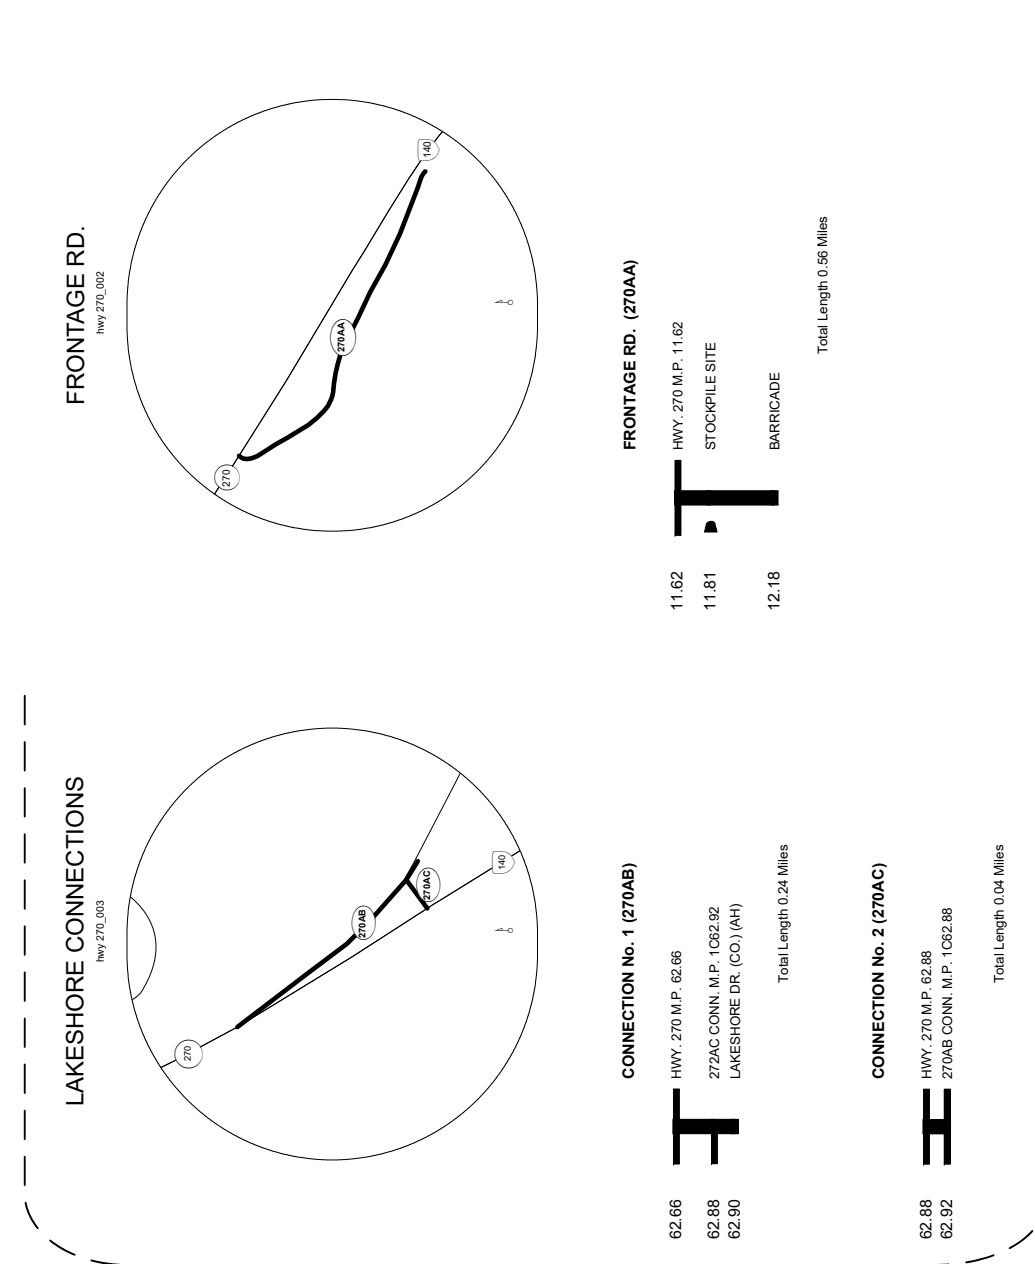 LAKESHORE CONNECTIONS
hwy 270_003
270
270AB
270AC
140
CONNECTION No. 1 (270AB)
62.66 HWY. 270 M.P. 62.66
62.88 272AC CONN. M.P. 1C62.92
62.90 LAKESHORE DR. (CO.) (AH)
Total Length 0.24 Miles
CONNECTION No. 2 (270AC)
62.88 HWY. 270 M.P. 62.88
62.92 270AB CONN. M.P. 1C62.88
Total Length 0.04 Miles
FRONTAGE RD.
hwy 270_002
270
270AA
140
FRONTAGE RD. (270AA)
11.62 HWY. 270 M.P. 11.62
11.81 STOCKPILE SITE
12.18 BARRICADE
Total Length 0.56 Miles